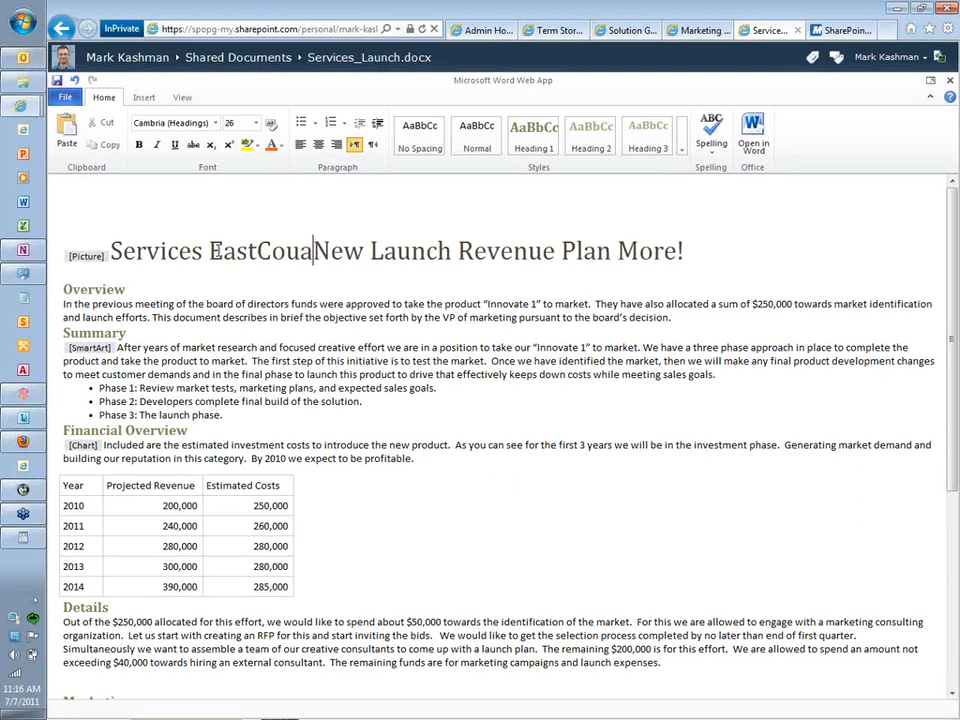 InPrivate https://spopg-my.sharepoint.com/personal/mark-kasl Admin Ho... Term Stor... Solution G... Marketing ... Service... SharePoin...
Mark Kashman › Shared Documents › Services_Launch.docx Mark Kashman
Microsoft Word Web App
File Home Insert View
Paste Cut Copy Cambria (Headings) 26 B I U abc x₂ x² A AaBbCc No Spacing AaBbCc Normal AaBbCc Heading 1 AaBbCc Heading 2 AaBbCc Heading 3 ABC Spelling Open in Word
Clipboard Font Paragraph Styles Spelling Office
[Picture] Services EastCouaNew Launch Revenue Plan More!
Overview
In the previous meeting of the board of directors funds were approved to take the product “Innovate 1” to market. They have also allocated a sum of $250,000 towards market identification
and launch efforts. This document describes in brief the objective set forth by the VP of marketing pursuant to the board’s decision.
Summary
[SmartArt] After years of market research and focused creative effort we are in a position to take our “Innovate 1” to market. We have a three phase approach in place to complete the
product and take the product to market. The first step of this initiative is to test the market. Once we have identified the market, then we will make any final product development changes
to meet customer demands and in the final phase to launch this product to drive that effectively keeps down costs while meeting sales goals.
• Phase 1: Review market tests, marketing plans, and expected sales goals.
• Phase 2: Developers complete final build of the solution.
• Phase 3: The launch phase.
Financial Overview
[Chart] Included are the estimated investment costs to introduce the new product. As you can see for the first 3 years we will be in the investment phase. Generating market demand and
building our reputation in this category. By 2010 we expect to be profitable.
Year Projected Revenue Estimated Costs
2010 200,000 250,000
2011 240,000 260,000
2012 280,000 280,000
2013 300,000 280,000
2014 390,000 285,000
Details
Out of the $250,000 allocated for this effort, we would like to spend about $50,000 towards the identification of the market. For this we are allowed to engage with a marketing consulting
organization. Let us start with creating an RFP for this and start inviting the bids. We would like to get the selection process completed by no later than end of first quarter.
Simultaneously we want to assemble a team of our creative consultants to come up with a launch plan. The remaining $200,000 is for this effort. We are allowed to spend an amount not
exceeding $40,000 towards hiring an external consultant. The remaining funds are for marketing campaigns and launch expenses.
11:16 AM
7/7/2011